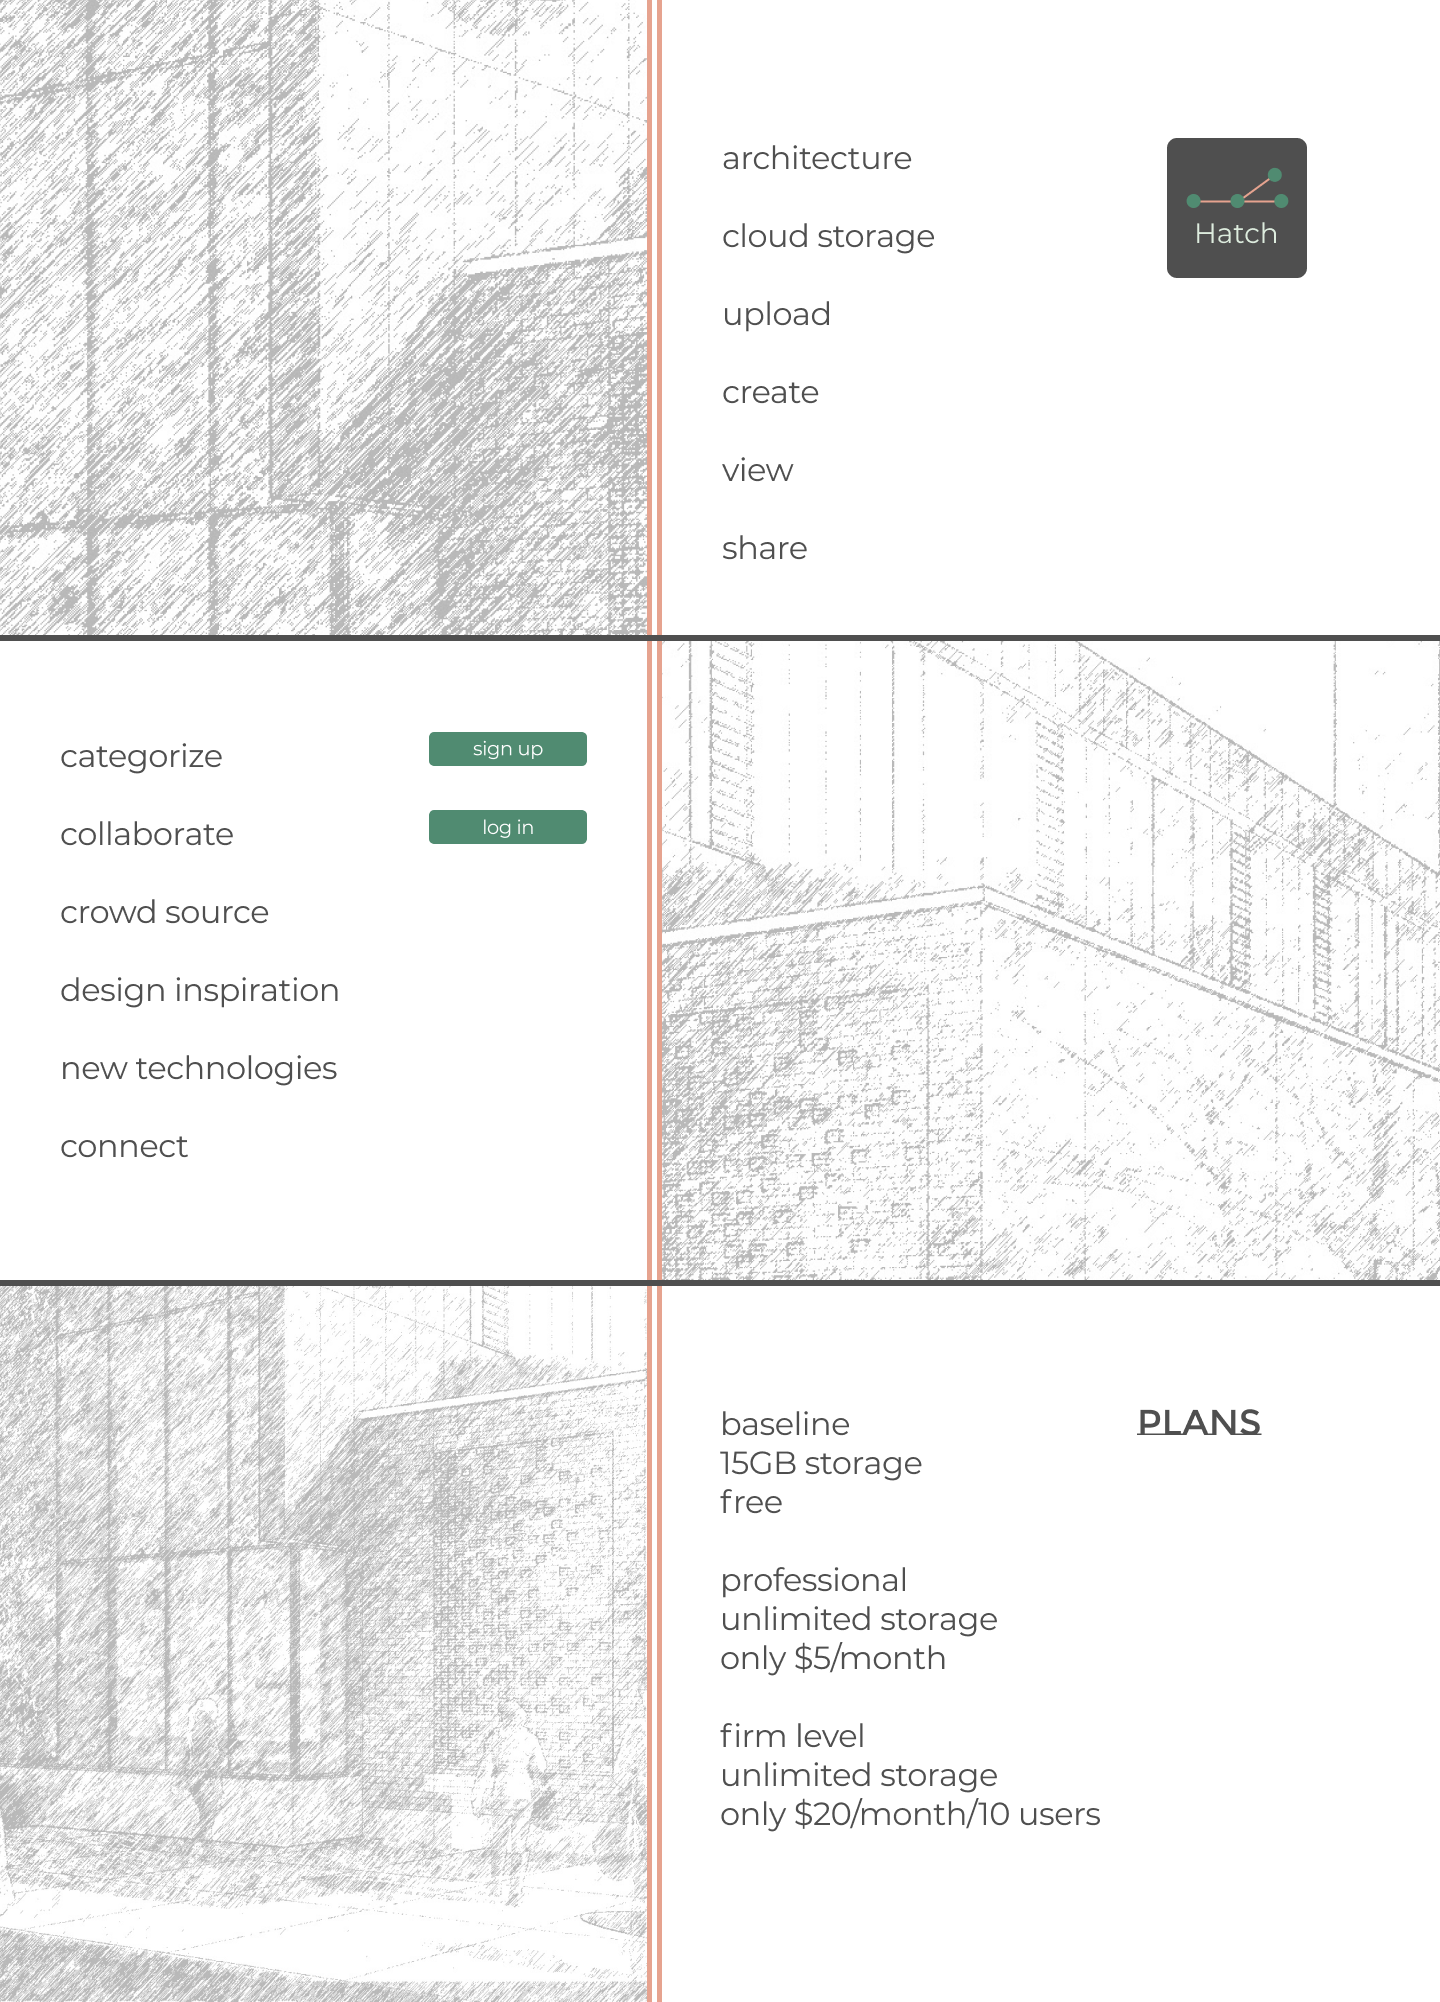 architecture
cloud storage
upload
create
view
share
Hatch
categorize
collaborate
crowd source
design inspiration
new technologies
connect
sign up
log in
PLANS
baseline
15GB storage
free
professional
unlimited storage
only $5/month
firm level
unlimited storage
only $20/month/10 users